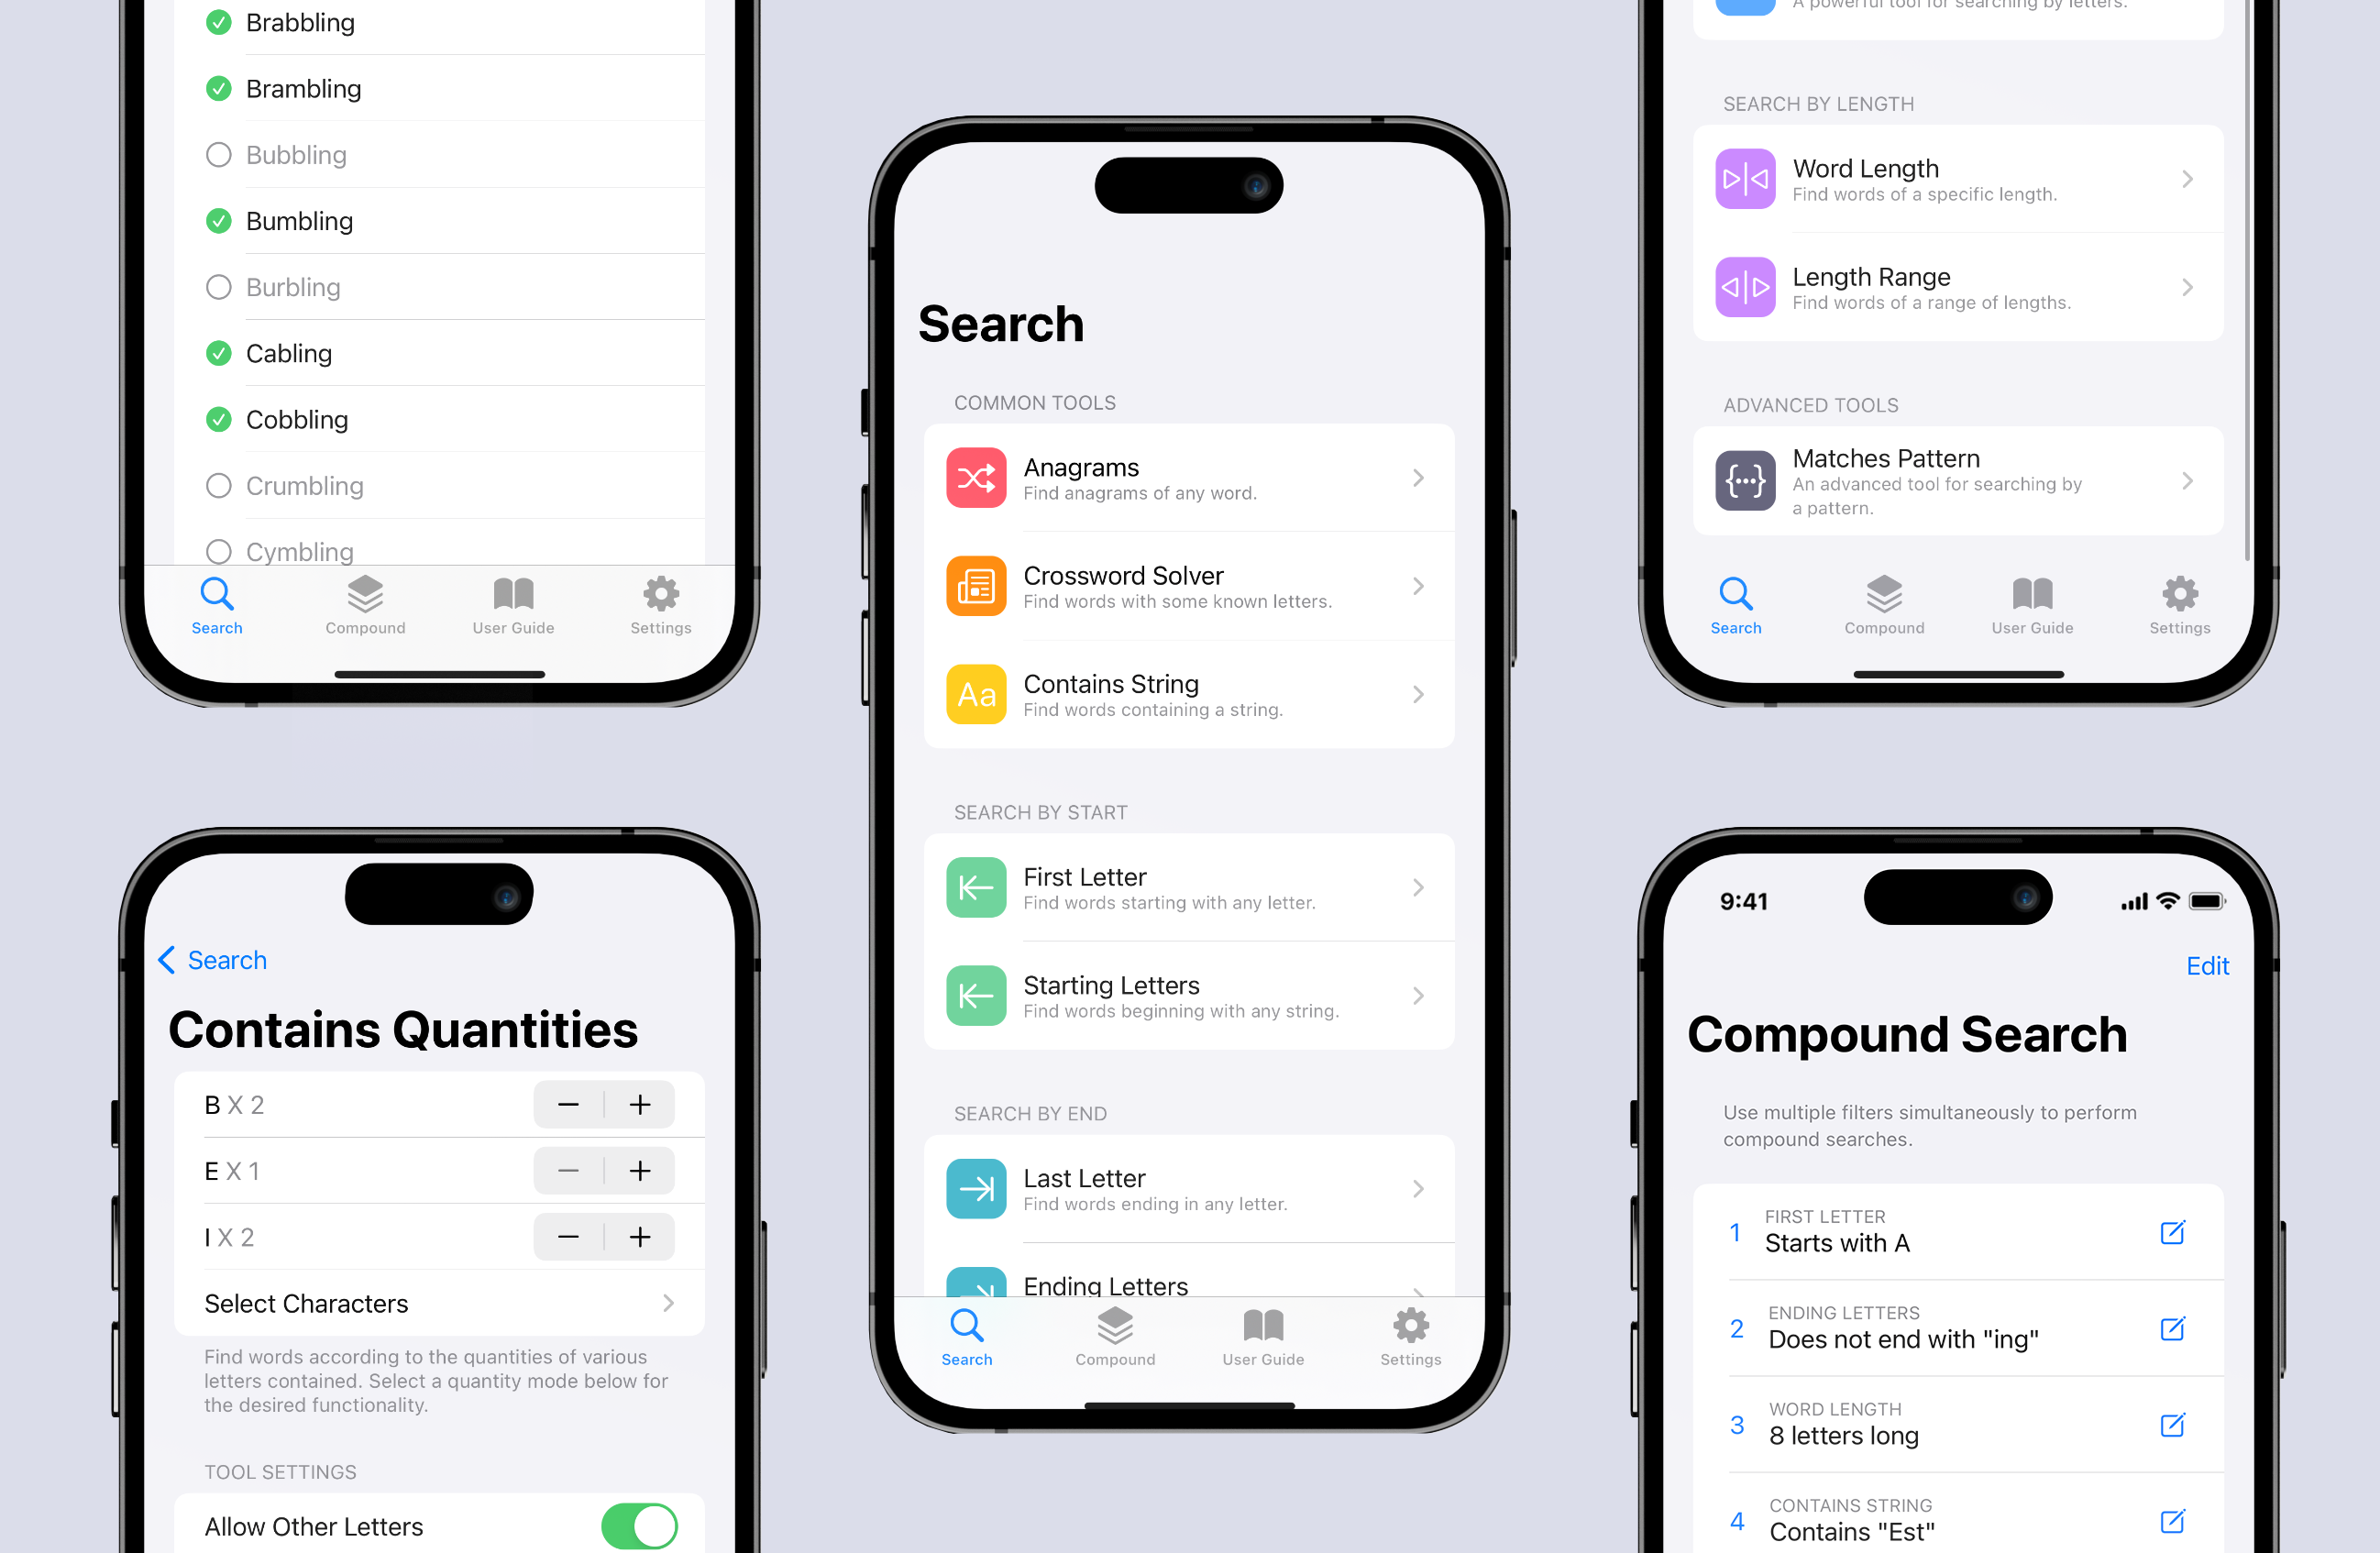 Brabbling
Brambling
Bubbling
Bumbling
Burbling
Cabling
Cobbling
Crumbling
Cymbling
Search
Compound
User Guide
Settings
Search
Contains Quantities
B X 2
E X 1
I X 2
Select Characters
Find words according to the quantities of various
letters contained. Select a quantity mode below for
the desired functionality.
TOOL SETTINGS
Allow Other Letters
Search
COMMON TOOLS
Anagrams
Find anagrams of any word.
Crossword Solver
Find words with some known letters.
Aa
Contains String
Find words containing a string.
SEARCH BY START
First Letter
Find words starting with any letter.
Starting Letters
Find words beginning with any string.
SEARCH BY END
Last Letter
Find words ending in any letter.
Ending Letters
Search
Compound
User Guide
Settings
A powerful tool for searching by letters.
SEARCH BY LENGTH
Word Length
Find words of a specific length.
Length Range
Find words of a range of lengths.
ADVANCED TOOLS
Matches Pattern
An advanced tool for searching by
a pattern.
Search
Compound
User Guide
Settings
9:41
Edit
Compound Search
Use multiple filters simultaneously to perform
compound searches.
1
FIRST LETTER
Starts with A
2
ENDING LETTERS
Does not end with "ing"
3
WORD LENGTH
8 letters long
4
CONTAINS STRING
Contains "Est"